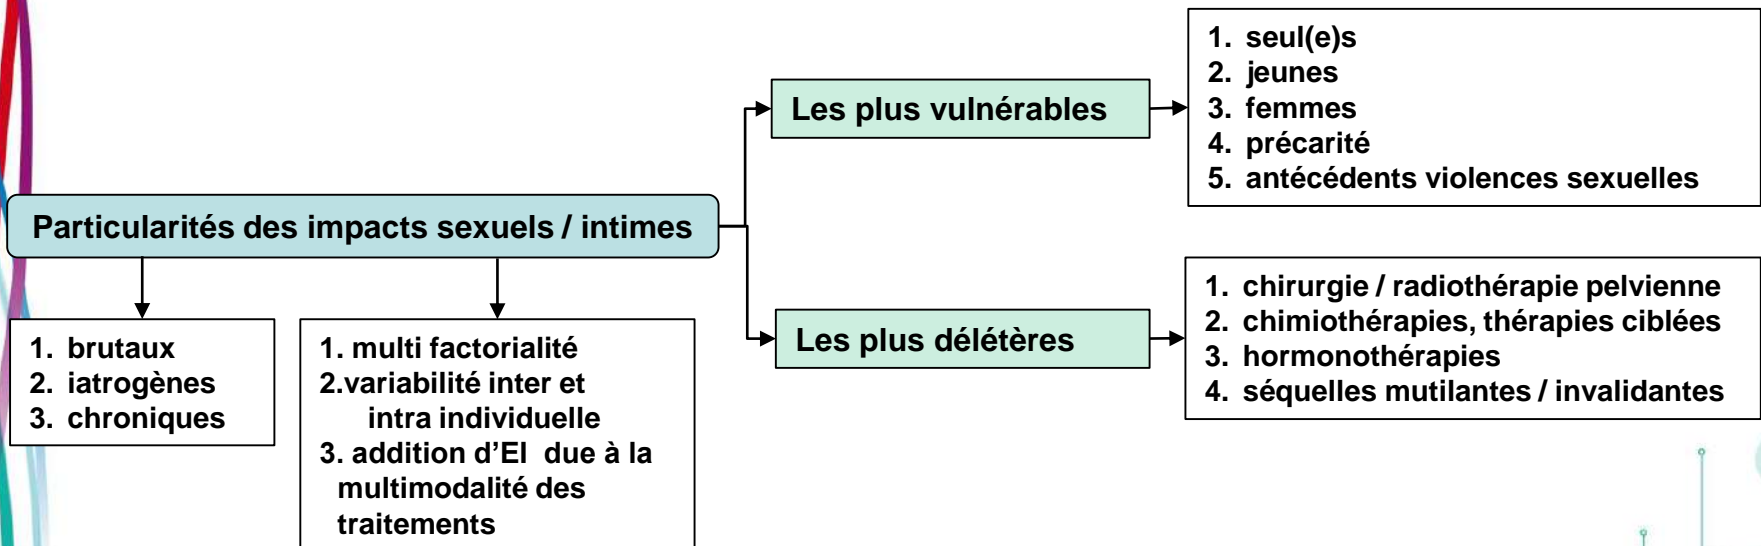 Particularités des impacts sexuels / intimes
1. brutaux
2. iatrogènes
3. chroniques
1. multi factorialité
2.variabilité inter et
intra individuelle
3. addition d’EI due à la
multimodalité des
traitements
Les plus vulnérables
1. seul(e)s
2. jeunes
3. femmes
4. précarité
5. antécédents violences sexuelles
Les plus délétères
1. chirurgie / radiothérapie pelvienne
2. chimiothérapies, thérapies ciblées
3. hormonothérapies
4. séquelles mutilantes / invalidantes